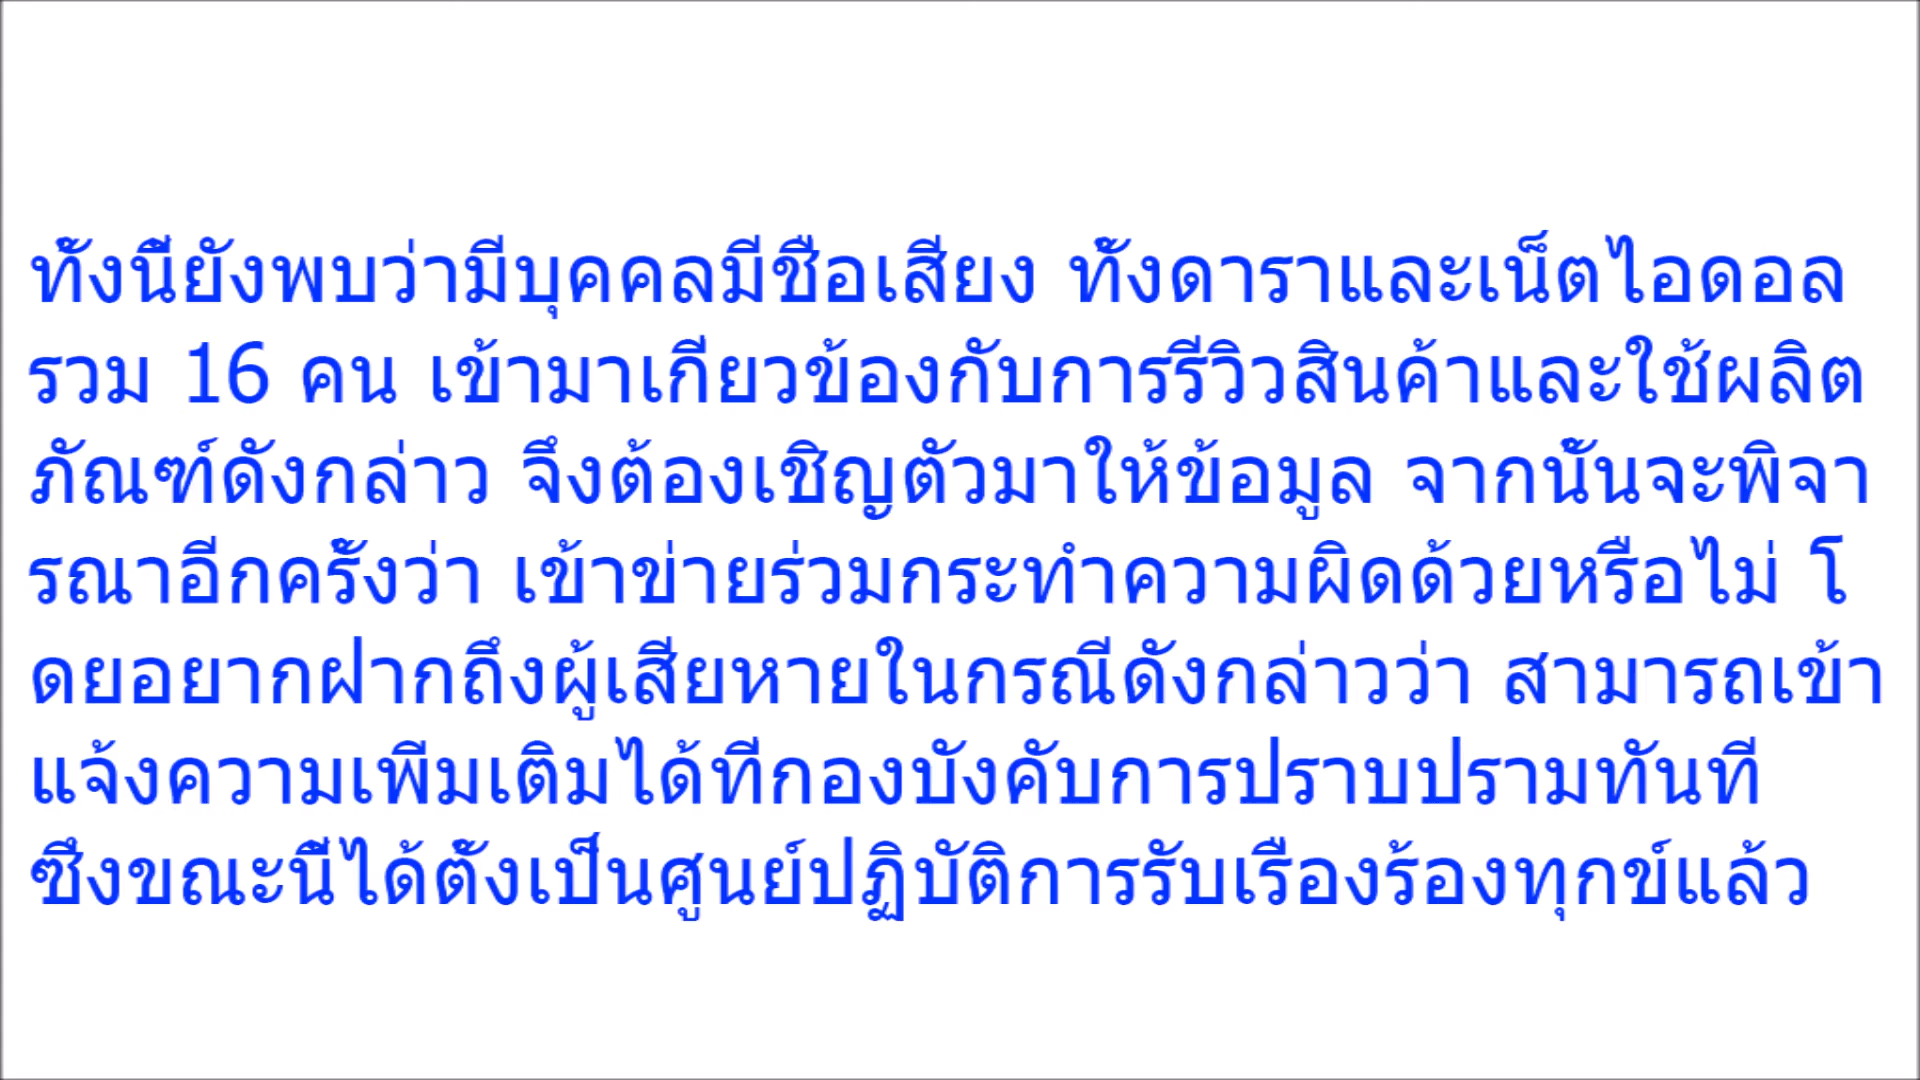 ทั้งนี้ยังพบว่ามีบุคคลมีชื่อเสียง ทั้งดาราและเน็ตไอดอล
รวม 16 คน เข้ามาเกี่ยวข้องกับการรีวิวสินค้าและใช้ผลิต
ภัณฑ์ดังกล่าว จึงต้องเชิญตัวมาให้ข้อมูล จากนั้นจะพิจา
รณาอีกครั้งว่า เข้าข่ายร่วมกระทำความผิดด้วยหรือไม่ โ
ดยอยากฝากถึงผู้เสียหายในกรณีดังกล่าวว่า สามารถเข้า
แจ้งความเพิ่มเติมได้ที่กองบังคับการปราบปรามทันที
ซึ่งขณะนี้ได้ตั้งเป็นศูนย์ปฏิบัติการรับเรื่องร้องทุกข์แล้ว